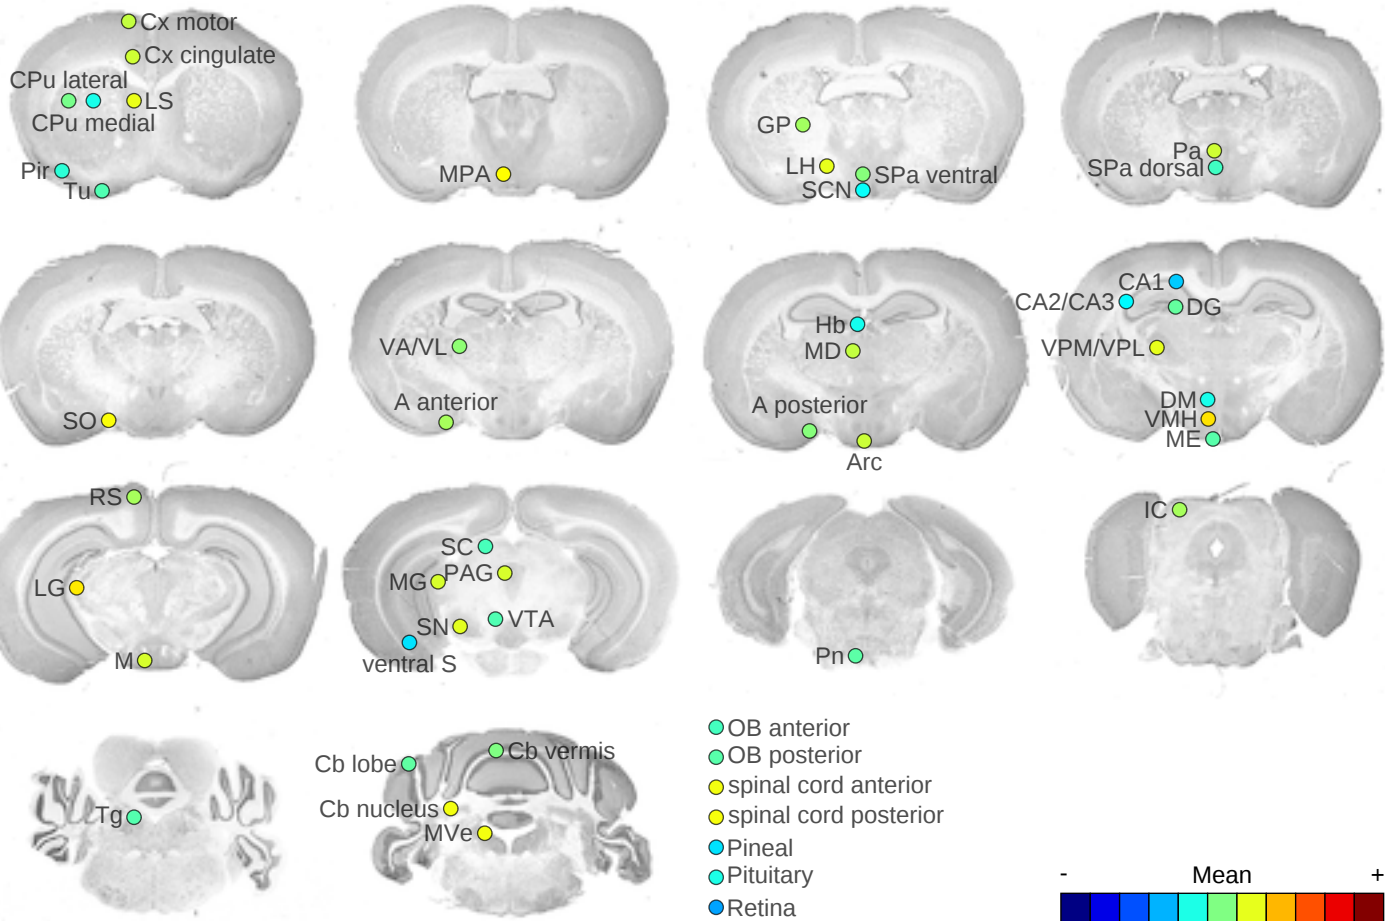 Cx motor
Cx cingulate
CPu lateral
LS
CPu medial
Pir
Tu
MPA
GP
LH
SPa ventral
SCN
Pa
SPa dorsal
SO
VA/VL
A anterior
Hb
MD
A posterior
Arc
CA1
CA2/CA3
DG
VPM/VPL
DM
VMH
ME
RS
LG
M
SC
MG
PAG
SN
VTA
ventral S
Pn
IC
Tg
Cb lobe
Cb vermis
Cb nucleus
MVe
OB anterior
OB posterior
spinal cord anterior
spinal cord posterior
Pineal
Pituitary
Retina
- Mean +